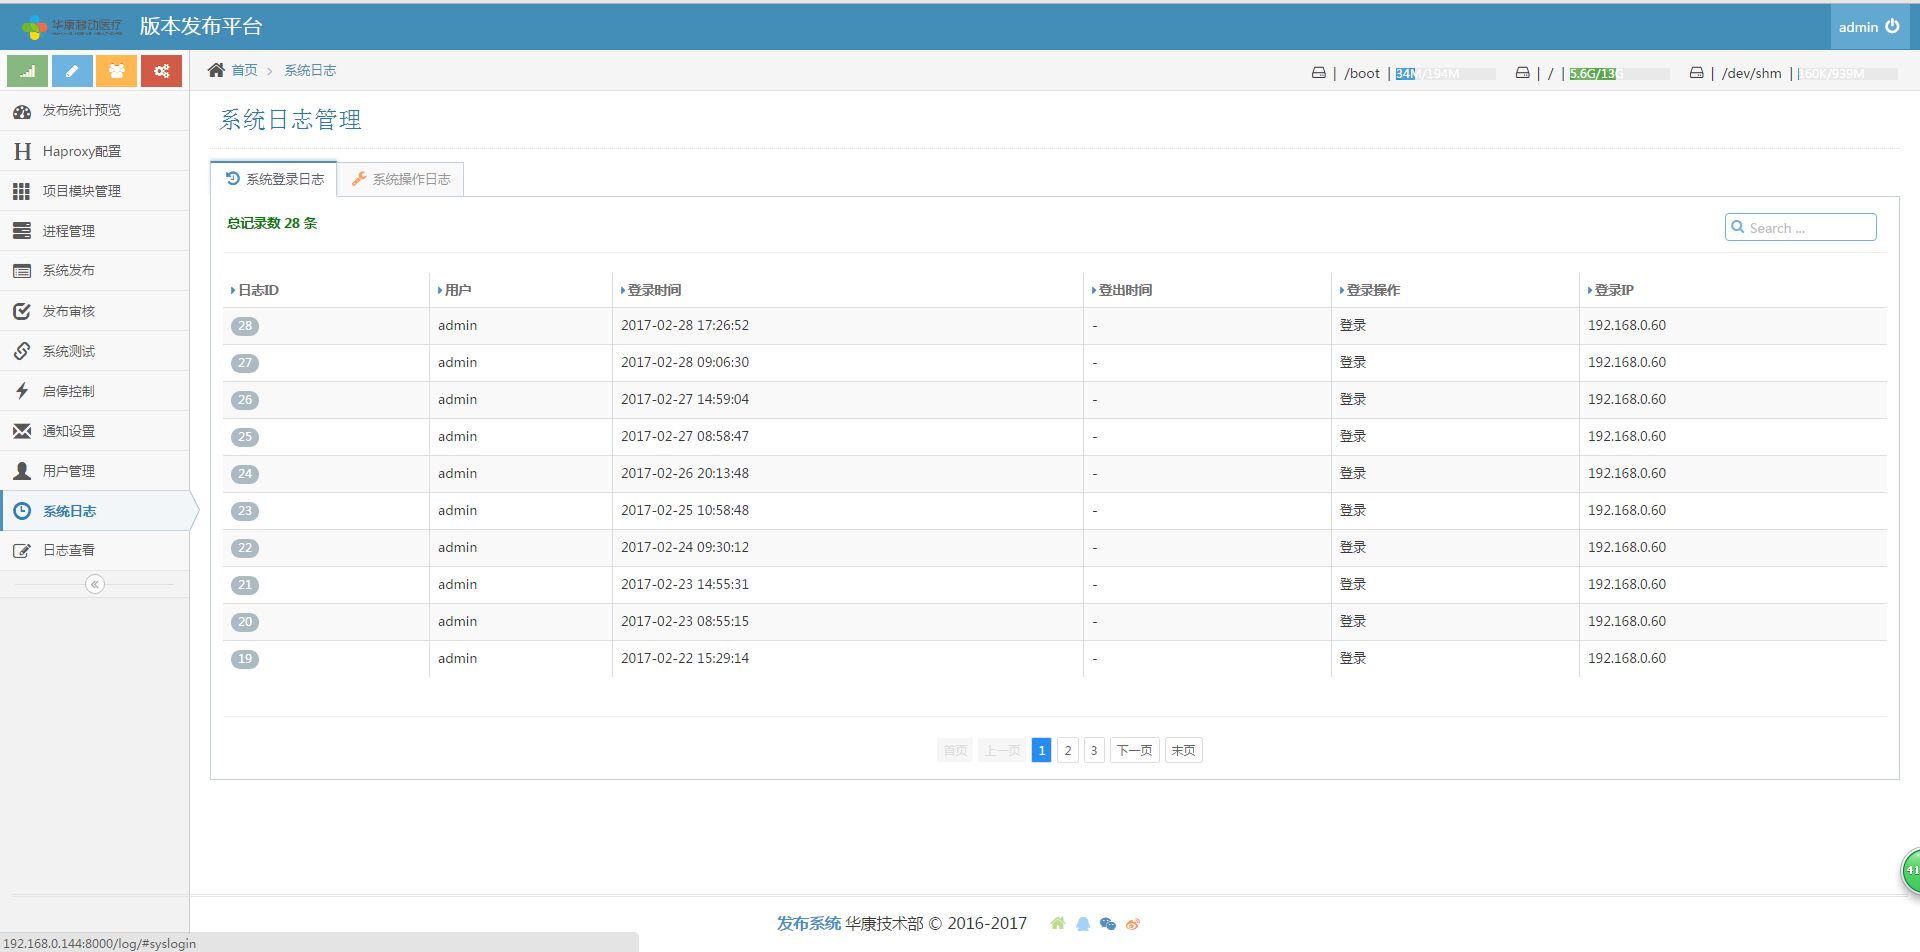 华康移动医疗 版本发布平台 admin
首页 系统日志 | /boot | 34M/194M | / | 5.6G/13G | /dev/shm | 160K/939M
发布统计预览
Haproxy配置
项目模块管理
进程管理
系统发布
发布审核
系统测试
启停控制
通知设置
用户管理
系统日志
日志查看
系统日志管理
系统登录日志 系统操作日志
总记录数 28 条 Search ...
日志ID 用户 登录时间 登出时间 登录操作 登录IP
28 admin 2017-02-28 17:26:52 - 登录 192.168.0.60
27 admin 2017-02-28 09:06:30 - 登录 192.168.0.60
26 admin 2017-02-27 14:59:04 - 登录 192.168.0.60
25 admin 2017-02-27 08:58:47 - 登录 192.168.0.60
24 admin 2017-02-26 20:13:48 - 登录 192.168.0.60
23 admin 2017-02-25 10:58:48 - 登录 192.168.0.60
22 admin 2017-02-24 09:30:12 - 登录 192.168.0.60
21 admin 2017-02-23 14:55:31 - 登录 192.168.0.60
20 admin 2017-02-23 08:55:15 - 登录 192.168.0.60
19 admin 2017-02-22 15:29:14 - 登录 192.168.0.60
首页 上一页 1 2 3 下一页 末页
41
发布系统 华康技术部 © 2016-2017
192.168.0.144:8000/log/#syslogin